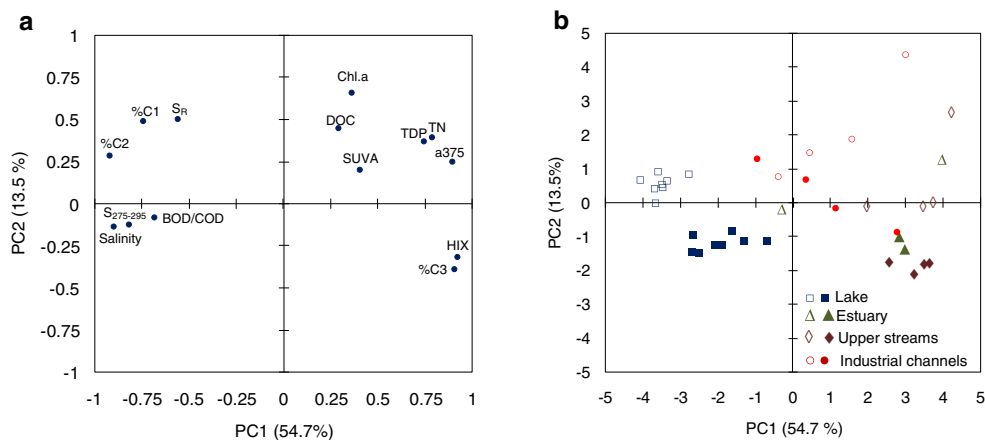 a
1
0.75
0.5
0.25
0
-0.25
-0.5
-0.75
-1
-1 -0.75 -0.5 -0.25 0 0.25 0.5 0.75 1
PC2 (13.5 %)
PC1 (54.7%)
Chl.a
%C1 SR
DOC
TDP TN
%C2
a375
SUVA
S275-295
BOD/COD
Salinity
HIX
%C3
b
5
4
3
2
1
0
-1
-2
-3
-4
-5
-5 -4 -3 -2 -1 0 1 2 3 4 5
PC2 (13.5%)
PC1 (54.7 %)
Lake
Estuary
Upper streams
Industrial channels